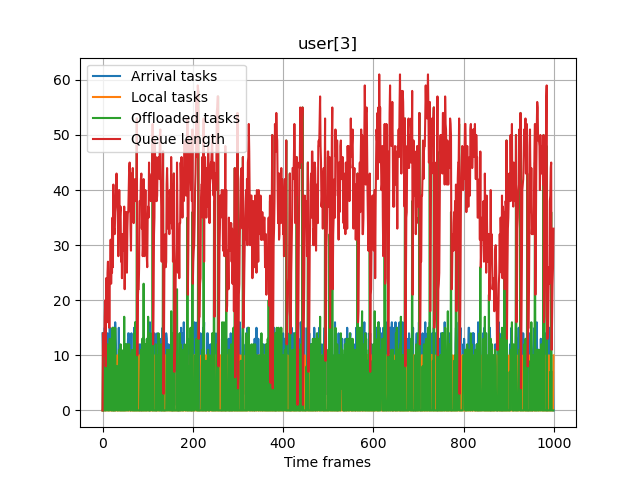 user[3]
Arrival tasks
Local tasks
Offloaded tasks
Queue length
60
50
40
30
20
10
0
0 200 400 600 800 1000
Time frames